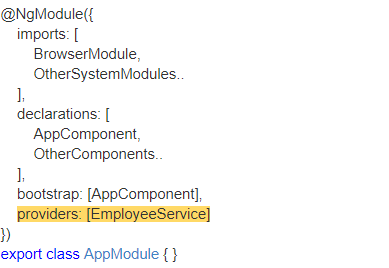 @NgModule({
imports: [
BrowserModule,
OtherSystemModules..
],
declarations: [
AppComponent,
OtherComponents..
],
bootstrap: [AppComponent],
providers: [EmployeeService]
})
export class AppModule { }